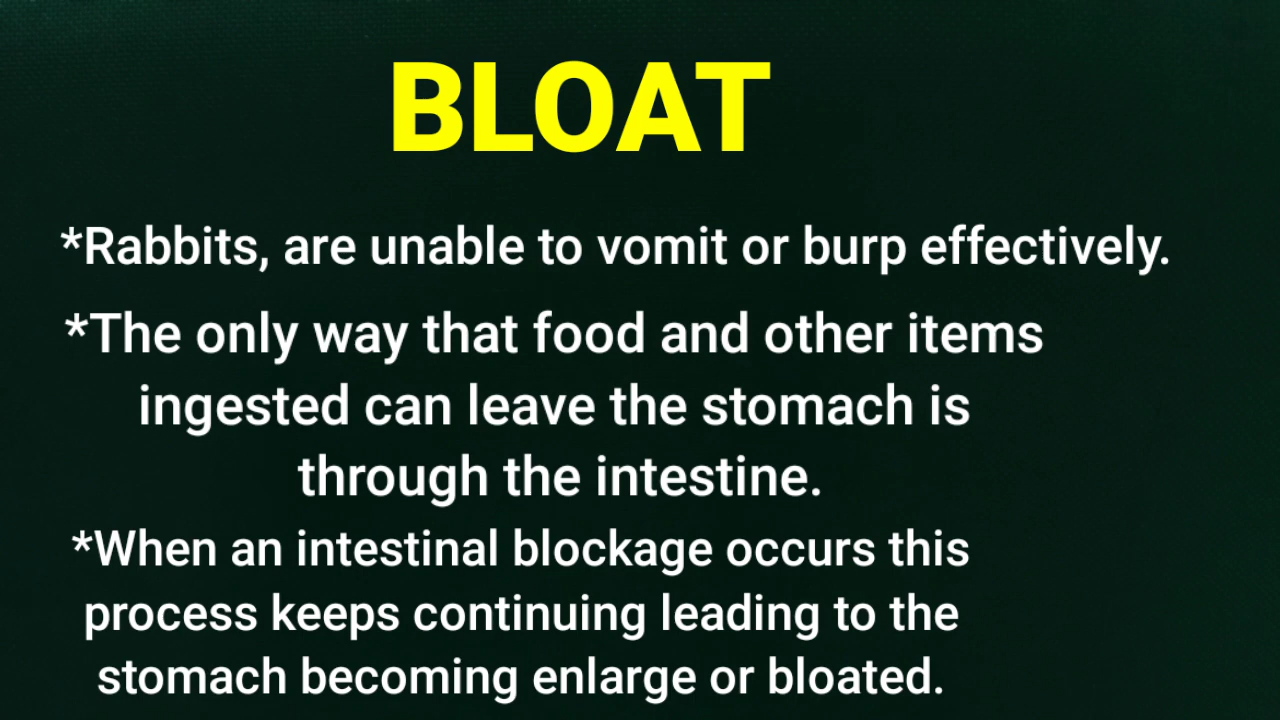 BLOAT
*Rabbits, are unable to vomit or burp effectively.
*The only way that food and other items
ingested can leave the stomach is
through the intestine.
*When an intestinal blockage occurs this
process keeps continuing leading to the
stomach becoming enlarge or bloated.